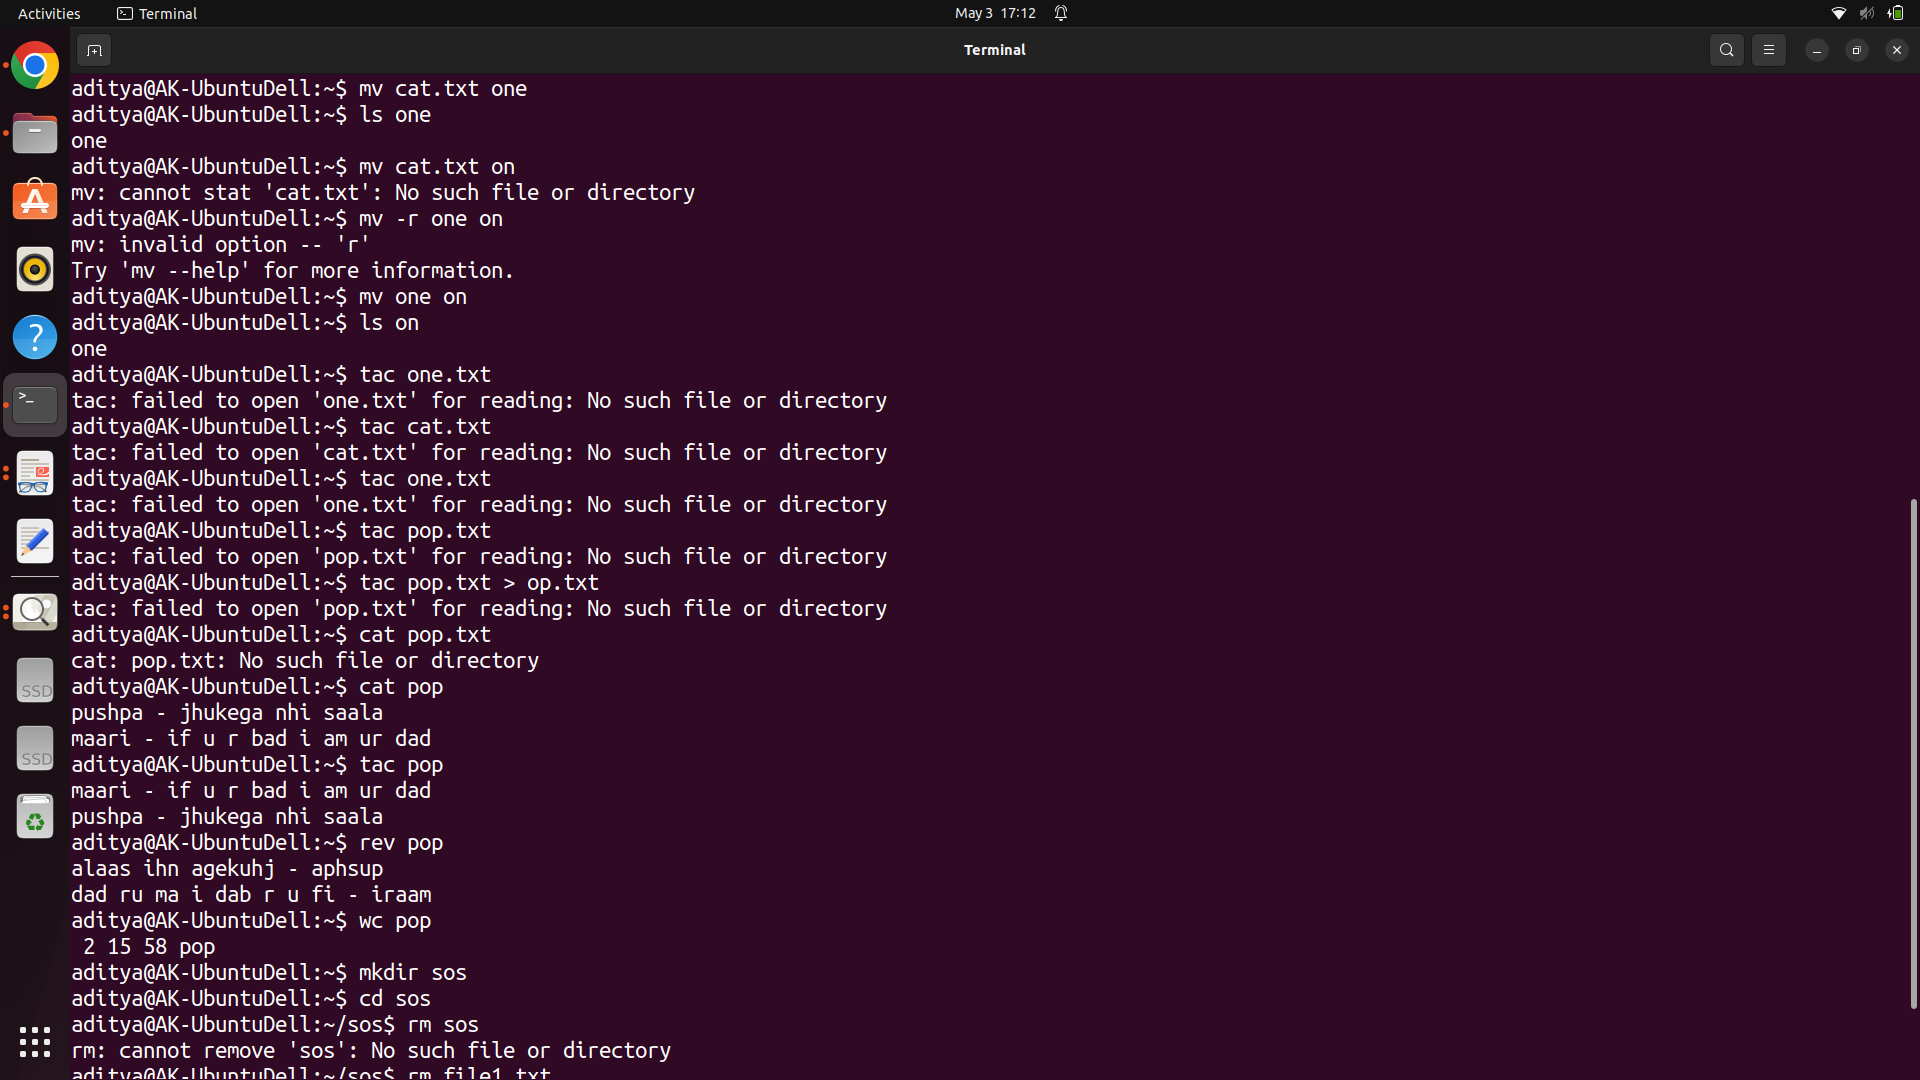 Activities
Terminal
May 3 17:12
Terminal
aditya@AK-UbuntuDell:~$ mv cat.txt one
aditya@AK-UbuntuDell:~$ ls one
one
aditya@AK-UbuntuDell:~$ mv cat.txt on
mv: cannot stat 'cat.txt': No such file or directory
aditya@AK-UbuntuDell:~$ mv -r one on
mv: invalid option -- 'r'
Try 'mv --help' for more information.
aditya@AK-UbuntuDell:~$ mv one on
aditya@AK-UbuntuDell:~$ ls on
one
aditya@AK-UbuntuDell:~$ tac one.txt
tac: failed to open 'one.txt' for reading: No such file or directory
aditya@AK-UbuntuDell:~$ tac cat.txt
tac: failed to open 'cat.txt' for reading: No such file or directory
aditya@AK-UbuntuDell:~$ tac one.txt
tac: failed to open 'one.txt' for reading: No such file or directory
aditya@AK-UbuntuDell:~$ tac pop.txt
tac: failed to open 'pop.txt' for reading: No such file or directory
aditya@AK-UbuntuDell:~$ tac pop.txt > op.txt
tac: failed to open 'pop.txt' for reading: No such file or directory
aditya@AK-UbuntuDell:~$ cat pop.txt
cat: pop.txt: No such file or directory
aditya@AK-UbuntuDell:~$ cat pop
pushpa - jhukega nhi saala
maari - if u r bad i am ur dad
aditya@AK-UbuntuDell:~$ tac pop
maari - if u r bad i am ur dad
pushpa - jhukega nhi saala
aditya@AK-UbuntuDell:~$ rev pop
alaas ihn agekuhj - aphsup
dad ru ma i dab r u fi - iraam
aditya@AK-UbuntuDell:~$ wc pop
 2 15 58 pop
aditya@AK-UbuntuDell:~$ mkdir sos
aditya@AK-UbuntuDell:~$ cd sos
aditya@AK-UbuntuDell:~/sos$ rm sos
rm: cannot remove 'sos': No such file or directory
aditya@AK-UbuntuDell:~/sos$ rm file1.txt
SSD
SSD